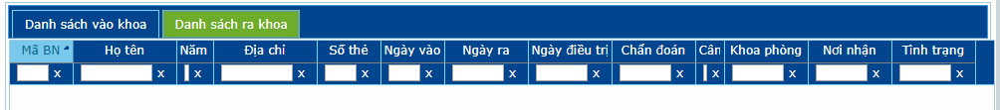 Danh sách vào khoa Danh sách ra khoa
Mã BN Họ tên Năm Địa chỉ Số thẻ Ngày vào Ngày ra Ngày điều trị Chẩn đoán Cân Khoa phòng Nơi nhận Tình trạng
x x x x x x x x x x x x x